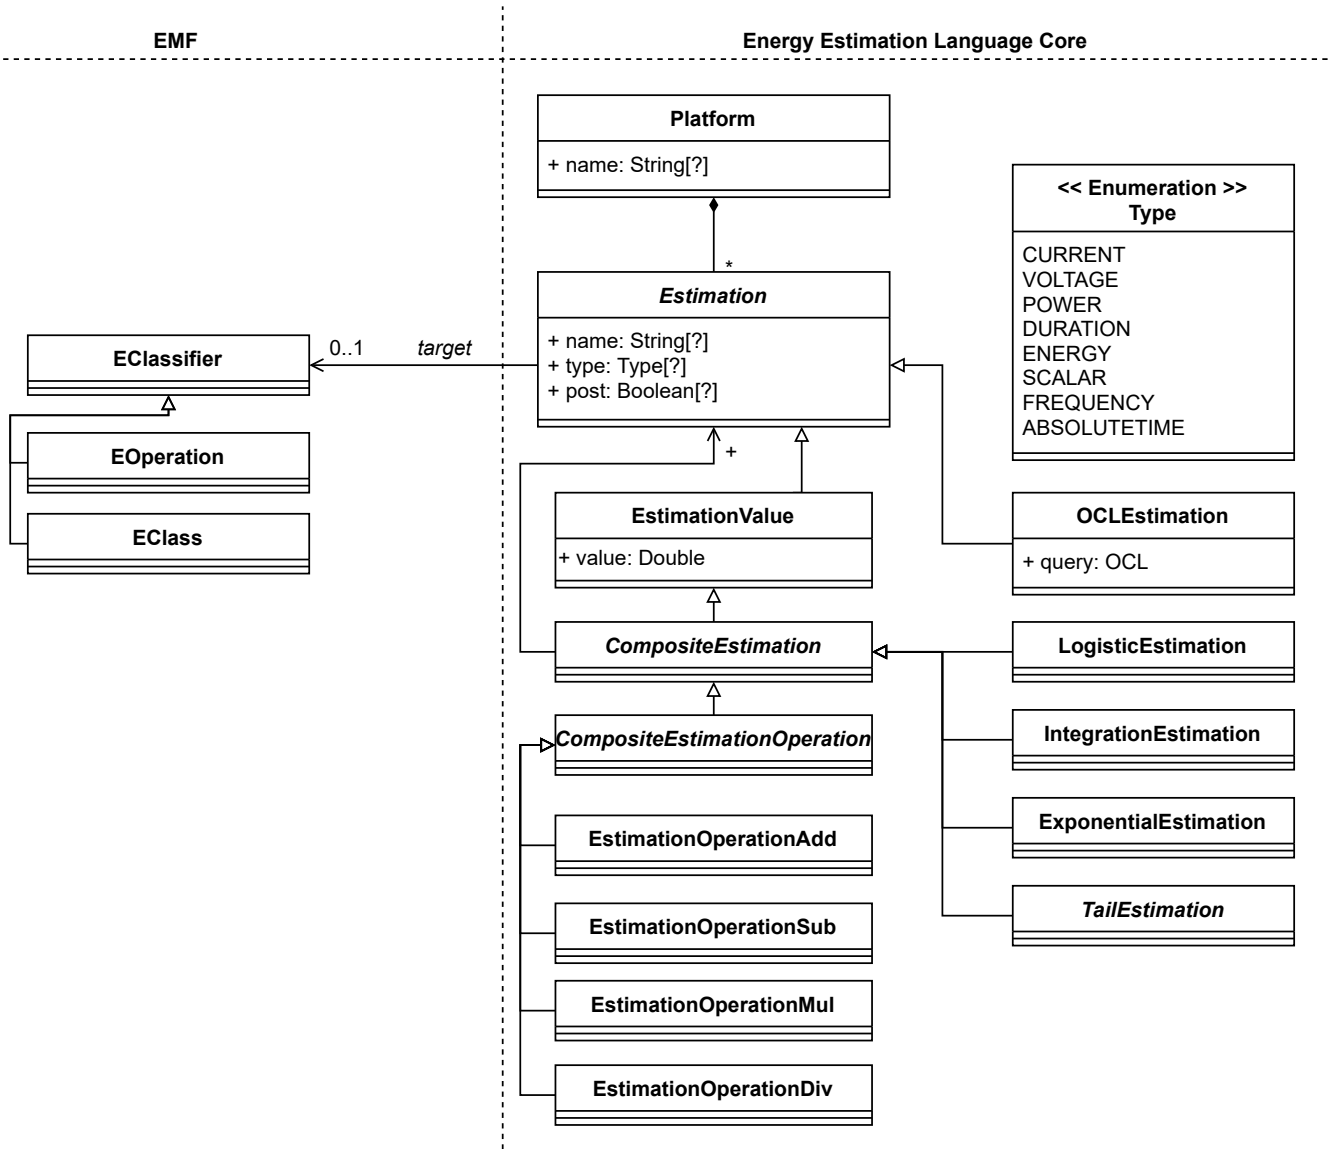 EMF
Energy Estimation Language Core
Platform
+ name: String[?]
*
<< Enumeration >>
Type
CURRENT
VOLTAGE
POWER
DURATION
ENERGY
SCALAR
FREQUENCY
ABSOLUTETIME
Estimation
+ name: String[?]
+ type: Type[?]
+ post: Boolean[?]
0..1
target
EClassifier
EOperation
EClass
+
EstimationValue
+ value: Double
OCLEstimation
+ query: OCL
CompositeEstimation
LogisticEstimation
CompositeEstimationOperation
IntegrationEstimation
EstimationOperationAdd
ExponentialEstimation
EstimationOperationSub
TailEstimation
EstimationOperationMul
EstimationOperationDiv